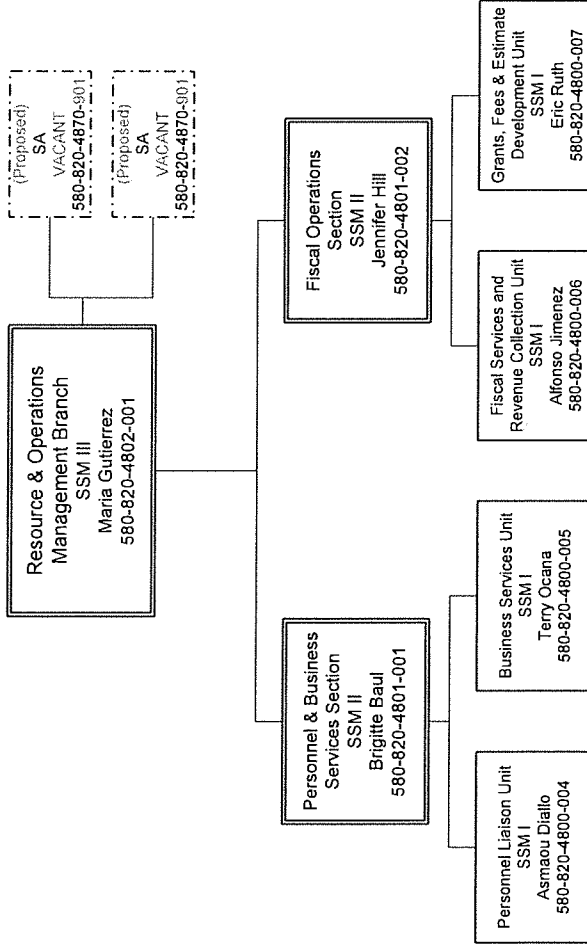 Resource & Operations
Management Branch
SSM III
Maria Gutierrez
580-820-4802-001
(Proposed)
SA
VACANT
580-820-4870-901
(Proposed)
SA
VACANT
580-820-4870-901
Personnel & Business
Services Section
SSM II
Brigitte Baul
580-820-4801-001
Fiscal Operations
Section
SSM II
Jennifer Hill
580-820-4801-002
Personnel Liaison Unit
SSM I
Asmaou Diallo
580-820-4800-004
Business Services Unit
SSM I
Terry Ocana
580-820-4800-005
Fiscal Services and
Revenue Collection Unit
SSM I
Alfonso Jimenez
580-820-4800-006
Grants, Fees & Estimate
Development Unit
SSM I
Eric Ruth
580-820-4800-007